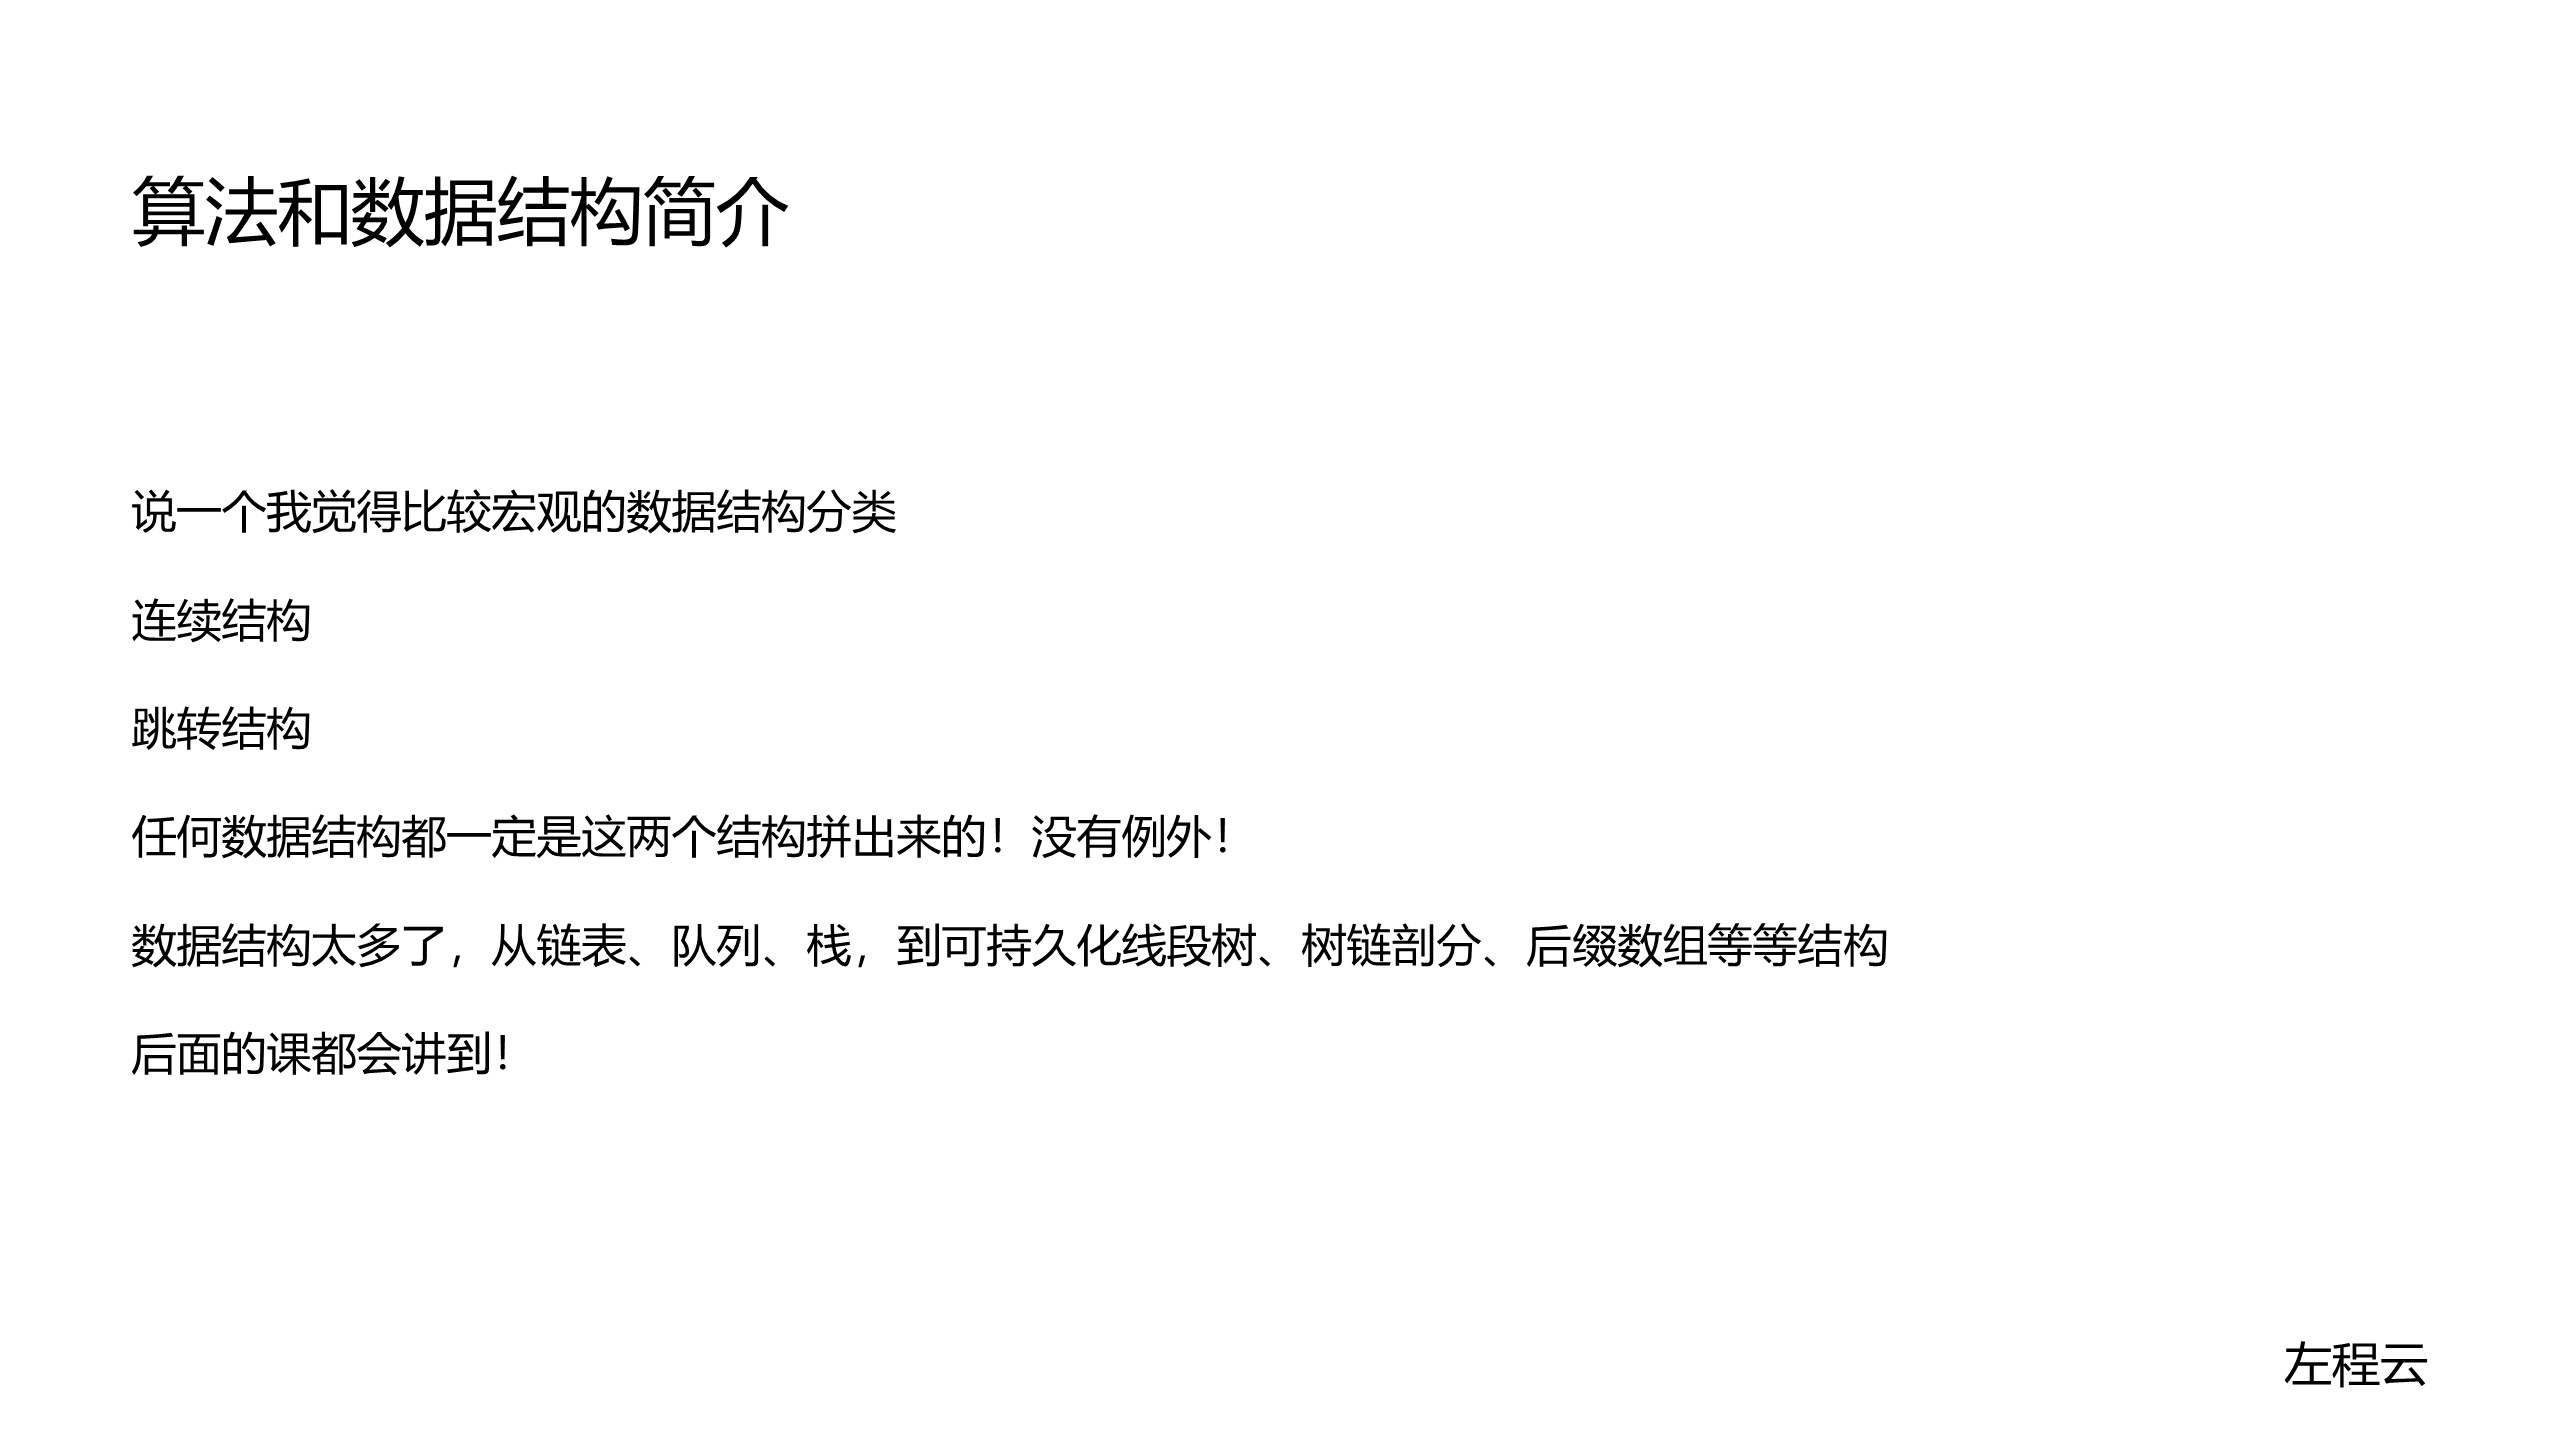 算法和数据结构简介
说一个我觉得比较宏观的数据结构分类
连续结构
跳转结构
任何数据结构都一定是这两个结构拼出来的！没有例外！
数据结构太多了，从链表、队列、栈，到可持久化线段树、树链剖分、后缀数组等等结构
后面的课都会讲到！
左程云